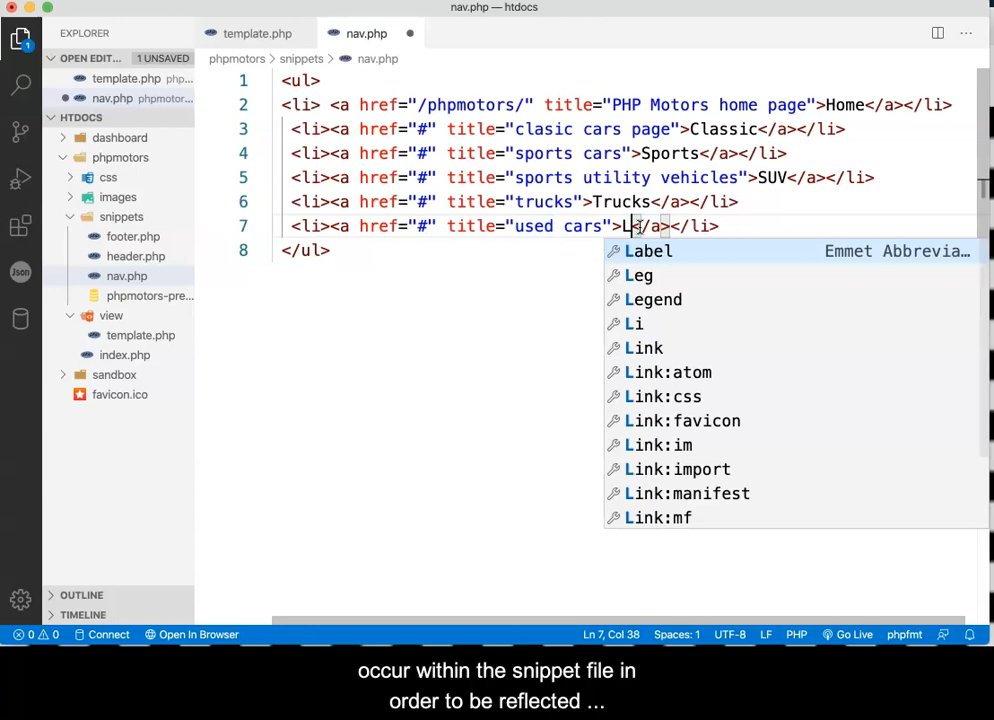 nav.php — htdocs
EXPLORER
template.php
nav.php
OPEN EDIT... 1 UNSAVED
template.php php...
nav.php phpmotor...
HTDOCS
dashboard
phpmotors
css
images
snippets
footer.php
header.php
nav.php
phpmotors-pre...
view
template.php
index.php
sandbox
favicon.ico
OUTLINE
TIMELINE
1
Json
phpmotors > snippets > nav.php
1 <ul>
2 <li> <a href="/phpmotors/" title="PHP Motors home page">Home</a></li>
3 <li><a href="#" title="clasic cars page">Classic</a></li>
4 <li><a href="#" title="sports cars">Sports</a></li>
5 <li><a href="#" title="sports utility vehicles">SUV</a></li>
6 <li><a href="#" title="trucks">Trucks</a></li>
7 <li><a href="#" title="used cars">L</a></li>
8 </ul>
Label Emmet Abbrevia...
Leg
Legend
Li
Link
Link:atom
Link:css
Link:favicon
Link:im
Link:import
Link:manifest
Link:mf
0 0 Connect Open In Browser Ln 7, Col 38 Spaces: 1 UTF-8 LF PHP Go Live phpfmt
occur within the snippet file in
order to be reflected ...